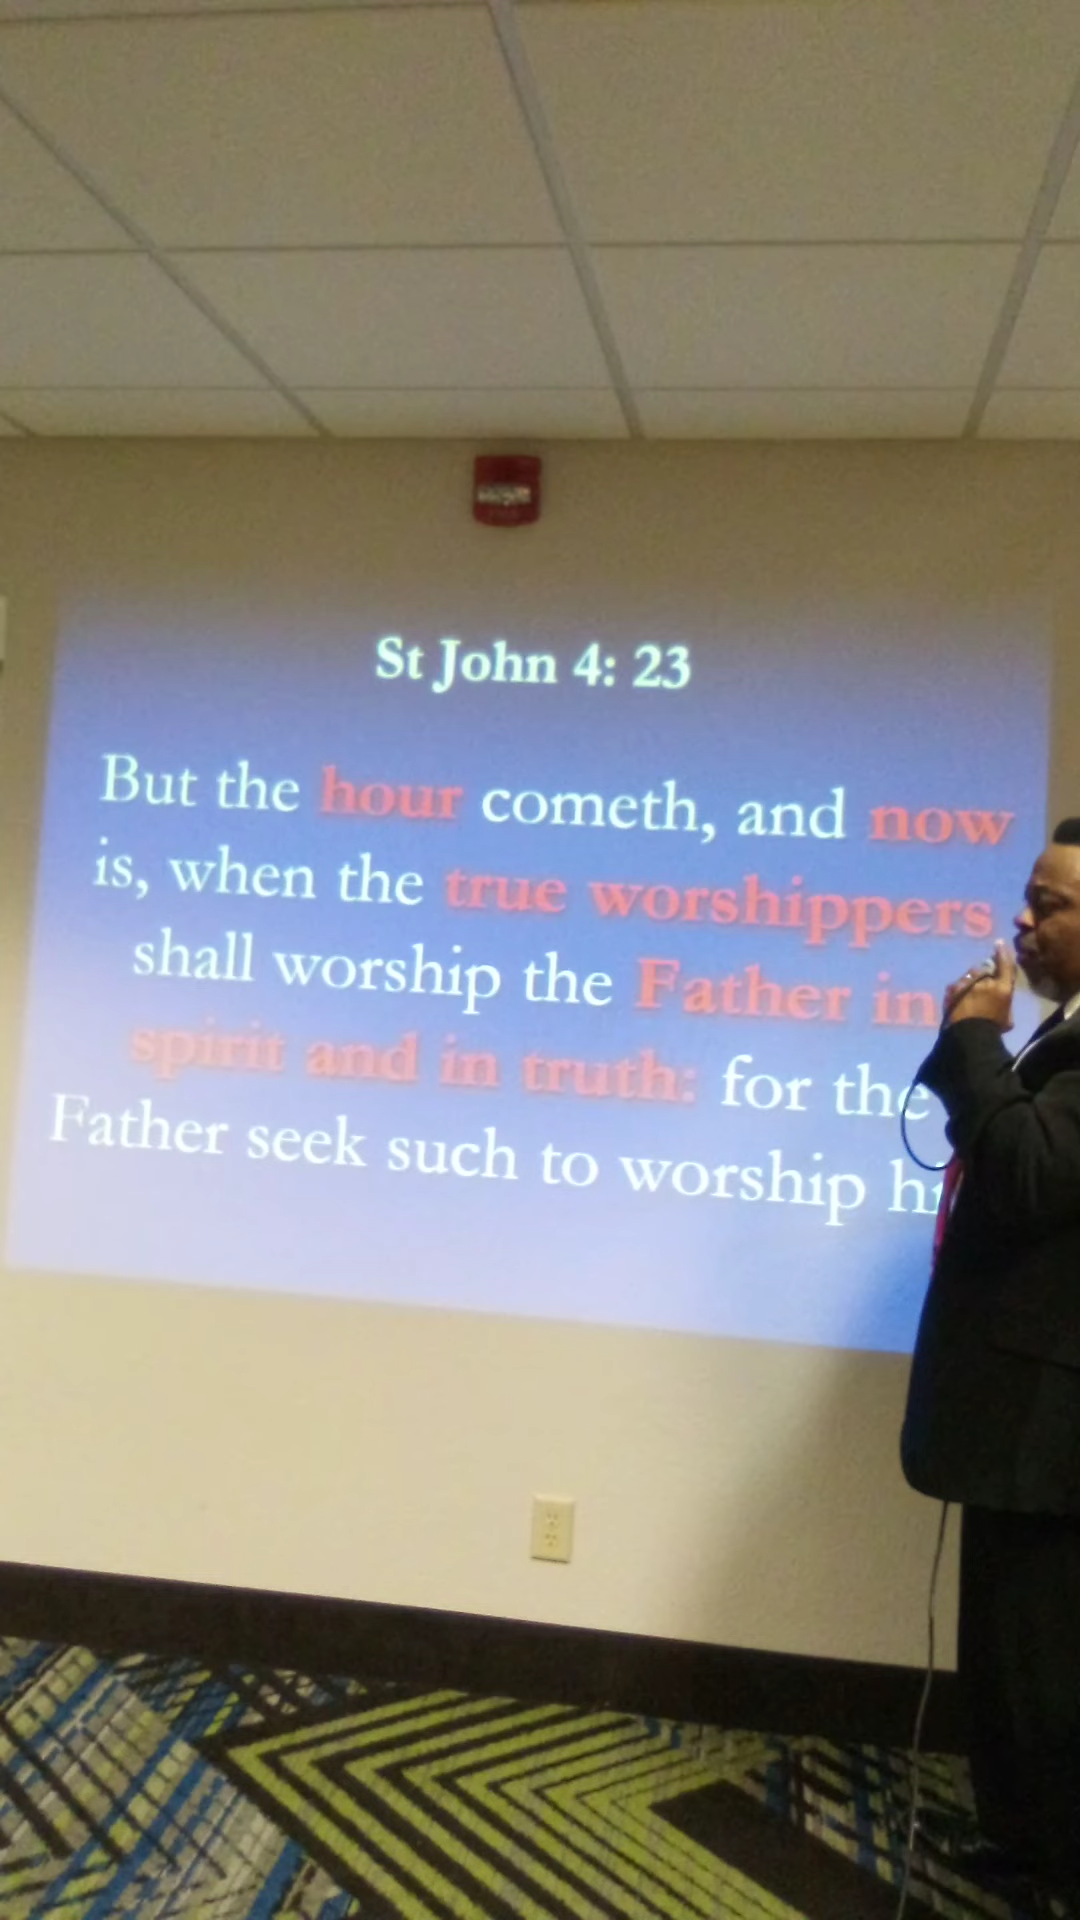 St John 4: 23
But the hour cometh, and now
is, when the true worshippers
shall worship the Father in
spirit and in truth: for the
Father seek such to worship